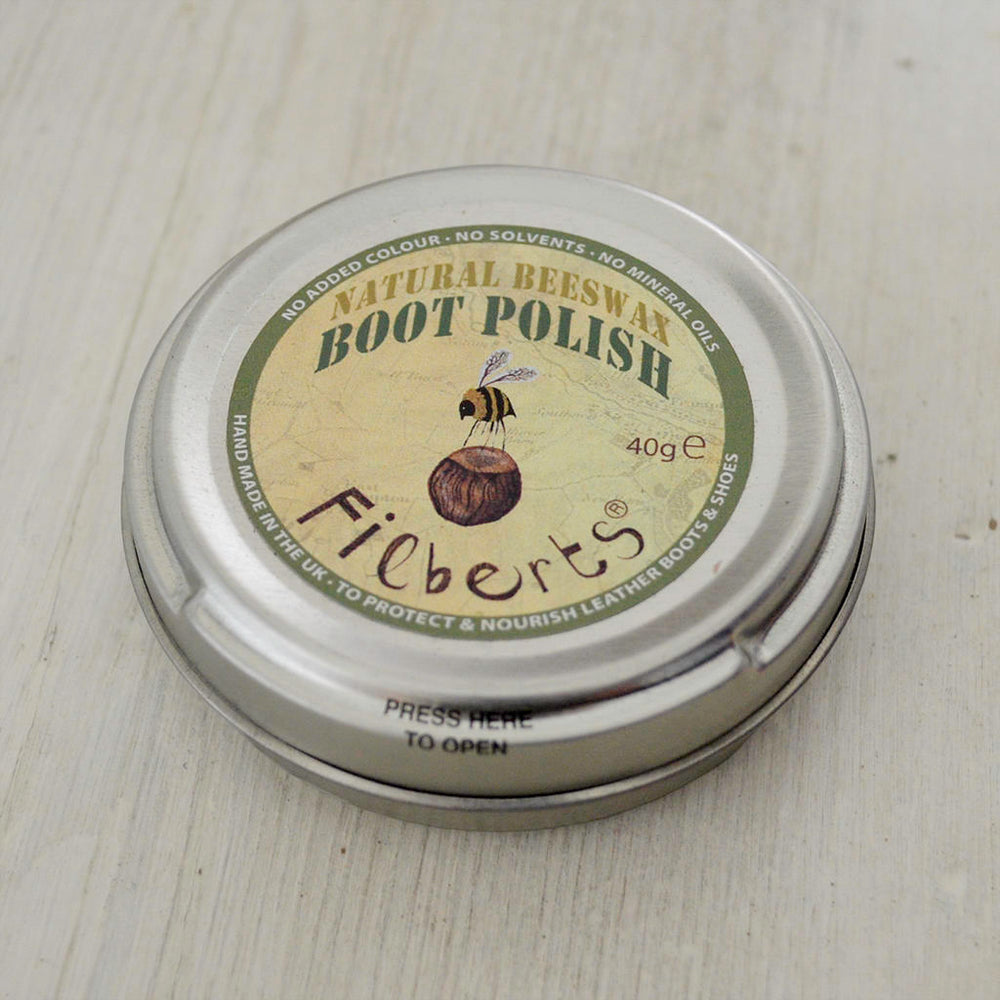 NO ADDED COLOUR · NO SOLVENTS · NO MINERAL OILS
NATURAL BEESWAX
BOOT POLISH
40g e
Filberts®
HAND MADE IN THE UK · TO PROTECT & NOURISH LEATHER BOOTS & SHOES
PRESS HERE
TO OPEN